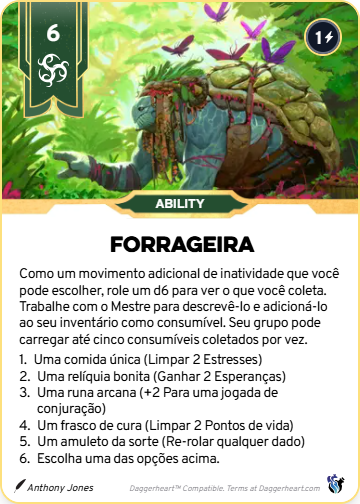 6
1
ABILITY
FORRAGEIRA
Como um movimento adicional de inatividade que você
pode escolher, role um d6 para ver o que você coleta.
Trabalhe com o Mestre para descrevê-lo e adicioná-lo
ao seu inventário como consumível. Seu grupo pode
carregar até cinco consumíveis coletados por vez.
1. Uma comida única (Limpar 2 Estresses)
2. Uma relíquia bonita (Ganhar 2 Esperanças)
3. Uma runa arcana (+2 Para uma jogada de
conjuração)
4. Um frasco de cura (Limpar 2 Pontos de vida)
5. Um amuleto da sorte (Re-rolar qualquer dado)
6. Escolha uma das opções acima.
Anthony Jones
Daggerheart™ Compatible. Terms at Daggerheart.com